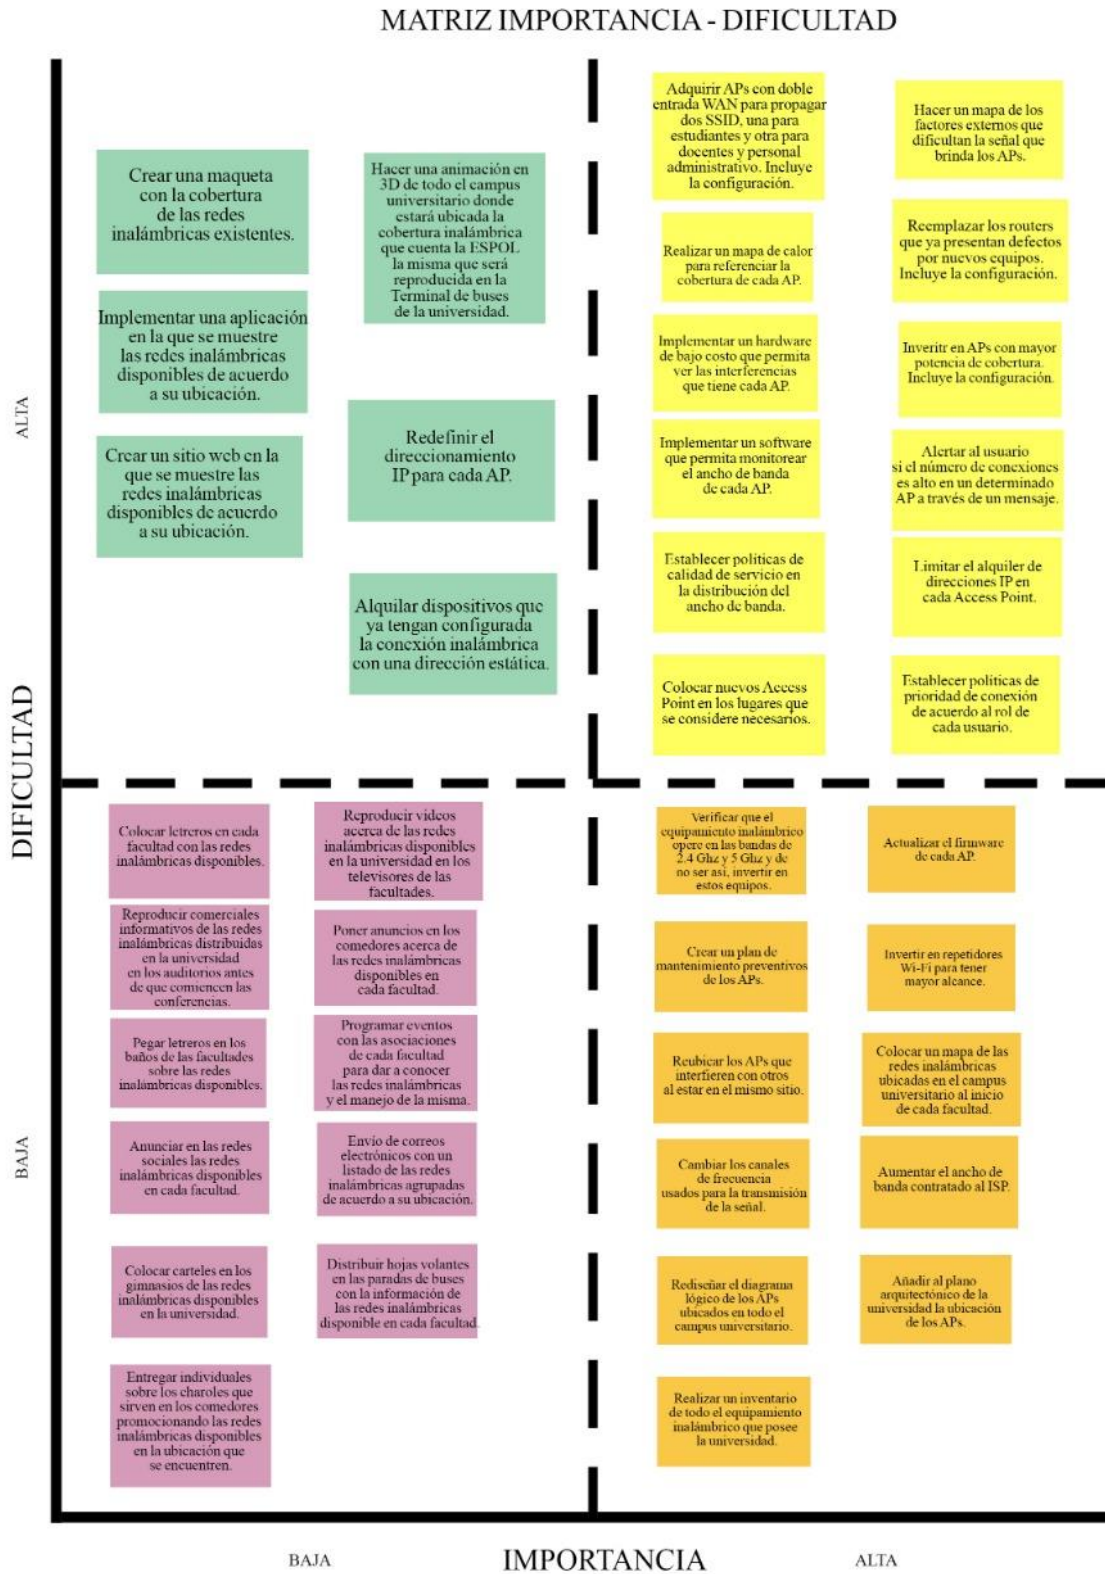 MATRIZ IMPORTANCIA - DIFICULTAD
Crear una maqueta
con la cobertura
de las redes
inalámbricas existentes.
Hacer una animación en
3D de todo el campus
universitario donde
estará ubicada la
cobertura inalámbrica
que cuenta la ESPOL
la misma que será
reproducida en la
Terminal de buses
de la universidad.
Implementar una aplicación
en la que se muestre
las redes inalámbricas
disponibles de acuerdo
a su ubicación.
Redefinir el
direccionamiento
IP para cada AP.
Crear un sitio web en la
que se muestre las
redes inalámbricas
disponibles de acuerdo
a su ubicación.
Alquilar dispositivos que
ya tengan configurada
la conexión inalámbrica
con una dirección estática.
Adquirir APs con doble
entrada WAN para propagar
dos SSID, una para
estudiantes y otra para
docentes y personal
administrativo. Incluye
la configuración.
Hacer un mapa de los
factores externos que
dificultan la señal que
brinda los APs.
Realizar un mapa de calor
para referenciar la
cobertura de cada AP.
Reemplazar los routers
que ya presentan defectos
por nuevos equipos.
Incluye la configuración.
Implementar un hardware
de bajo costo que permita
ver las interferencias
que tiene cada AP.
Inveritr en APs con mayor
potencia de cobertura.
Incluye la configuración.
Implementar un software
que permita monitorear
el ancho de banda
de cada AP.
Alertar al usuario
si el número de conexiones
es alto en un determinado
AP a través de un mensaje.
Establecer políticas de
calidad de servicio en
la distribución del
ancho de banda.
Limitar el alquiler de
direcciones IP en
cada Access Point.
Colocar nuevos Access
Point en los lugares que
se considere necesarios.
Establecer políticas de
prioridad de conexión
de acuerdo al rol de
cada usuario.
ALTA
DIFICULTAD
BAJA
Colocar letreros en cada
facultad con las redes
inalámbricas disponibles.
Reproducir videos
acerca de las redes
inalámbricas disponibles
en la universidad en los
televisores de las
facultades.
Reproducir comerciales
informativos de las redes
inalámbricas distribuidas
en la universidad
en los auditorios antes
de que comiencen las
conferencias.
Poner anuncios en los
comedores acerca de
las redes inalámbricas
disponibles en
cada facultad.
Pegar letreros en los
baños de las facultades
sobre las redes
inalámbricas disponibles.
Programar eventos
con las asociaciones
de cada facultad
para dar a conocer
las redes inalámbricas
y el manejo de la misma.
Anunciar en las redes
sociales las redes
inalámbricas disponibles
en cada facultad.
Envío de correos
electrónicos con un
listado de las redes
inalámbricas agrupadas
de acuerdo a su ubicación.
Colocar carteles en los
gimnasios de las redes
inalámbricas disponibles
en la universidad.
Distribuir hojas volantes
en las paradas de buses
con la información de
las redes inalámbricas
disponible en cada facultad.
Entregar individuales
sobre los charoles que
sirven en los comedores
promocionando las redes
inalámbricas disponibles
en la ubicación que
se encuentren.
Verificar que el
equipamiento inalámbrico
opere en las bandas de
2.4 Ghz y 5 Ghz y de
no ser así, invertir en
estos equipos.
Actualizar el firmware
de cada AP.
Crear un plan de
mantenimiento preventivos
de los APs.
Invertir en repetidores
Wi-Fi para tener
mayor alcance.
Reubicar los APs que
interfieren con otros
al estar en el mismo sitio.
Colocar un mapa de las
redes inalámbricas
ubicadas en el campus
universitario al inicio
de cada facultad.
Cambiar los canales
de frecuencia
usados para la transmisión
de la señal.
Aumentar el ancho de
banda contratado al ISP.
Rediseñar el diagrama
lógico de los APs
ubicados en todo el
campus universitario.
Añadir al plano
arquitectónico de la
universidad la ubicación
de los APs.
Realizar un inventario
de todo el equipamiento
inalámbrico que posee
la universidad.
BAJA
IMPORTANCIA
ALTA